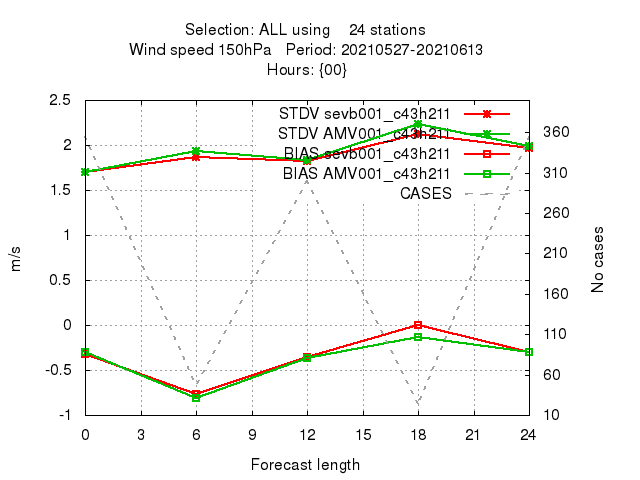 Selection: ALL using    24 stations
Wind speed 150hPa   Period: 20210527-20210613
Hours: {00}
2.5
2
1.5
1
0.5
0
-0.5
-1
m/s
STDV sevb001_c43h211
STDV AMV001_c43h211
BIAS sevb001_c43h211
BIAS AMV001_c43h211
CASES
360
310
260
210
160
110
60
10
No cases
0 3 6 9 12 15 18 21 24
Forecast length